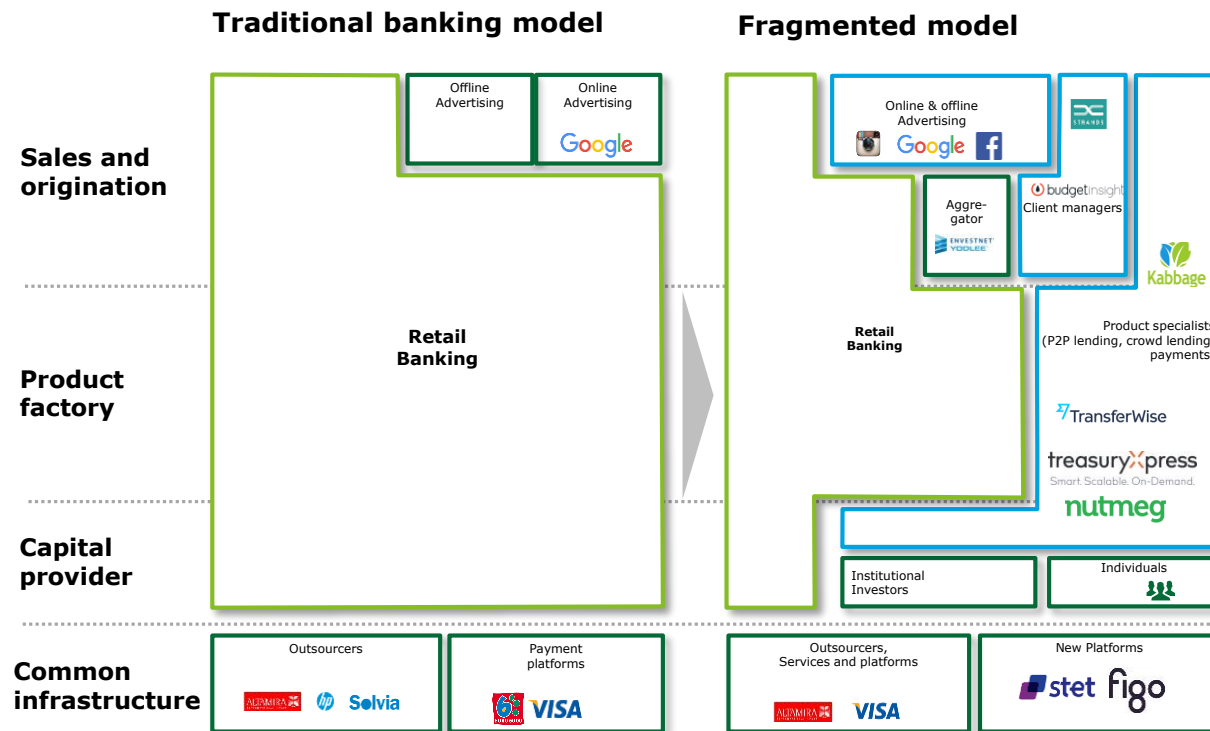 Traditional banking model
Fragmented model
Sales and
origination
Product
factory
Capital
provider
Common
infrastructure
Offline
Advertising
Online
Advertising
Google
Retail
Banking
Outsourcers
ALTAMIRA
hp
Solvia
Payment
platforms
VISA
Online & offline
Advertising
Google
f
STRANDS
budgetinsight
Client managers
Aggre-
gator
ENVESTNET
YODLEE
Kabbage
Retail
Banking
Product specialists
(P2P lending, crowd lending
payments
TransferWise
treasuryXpress
Smart. Scalable. On-Demand.
nutmeg
Institutional
Investors
Individuals
Outsourcers,
Services and platforms
ALTAMIRA
VISA
New Platforms
stet
figo